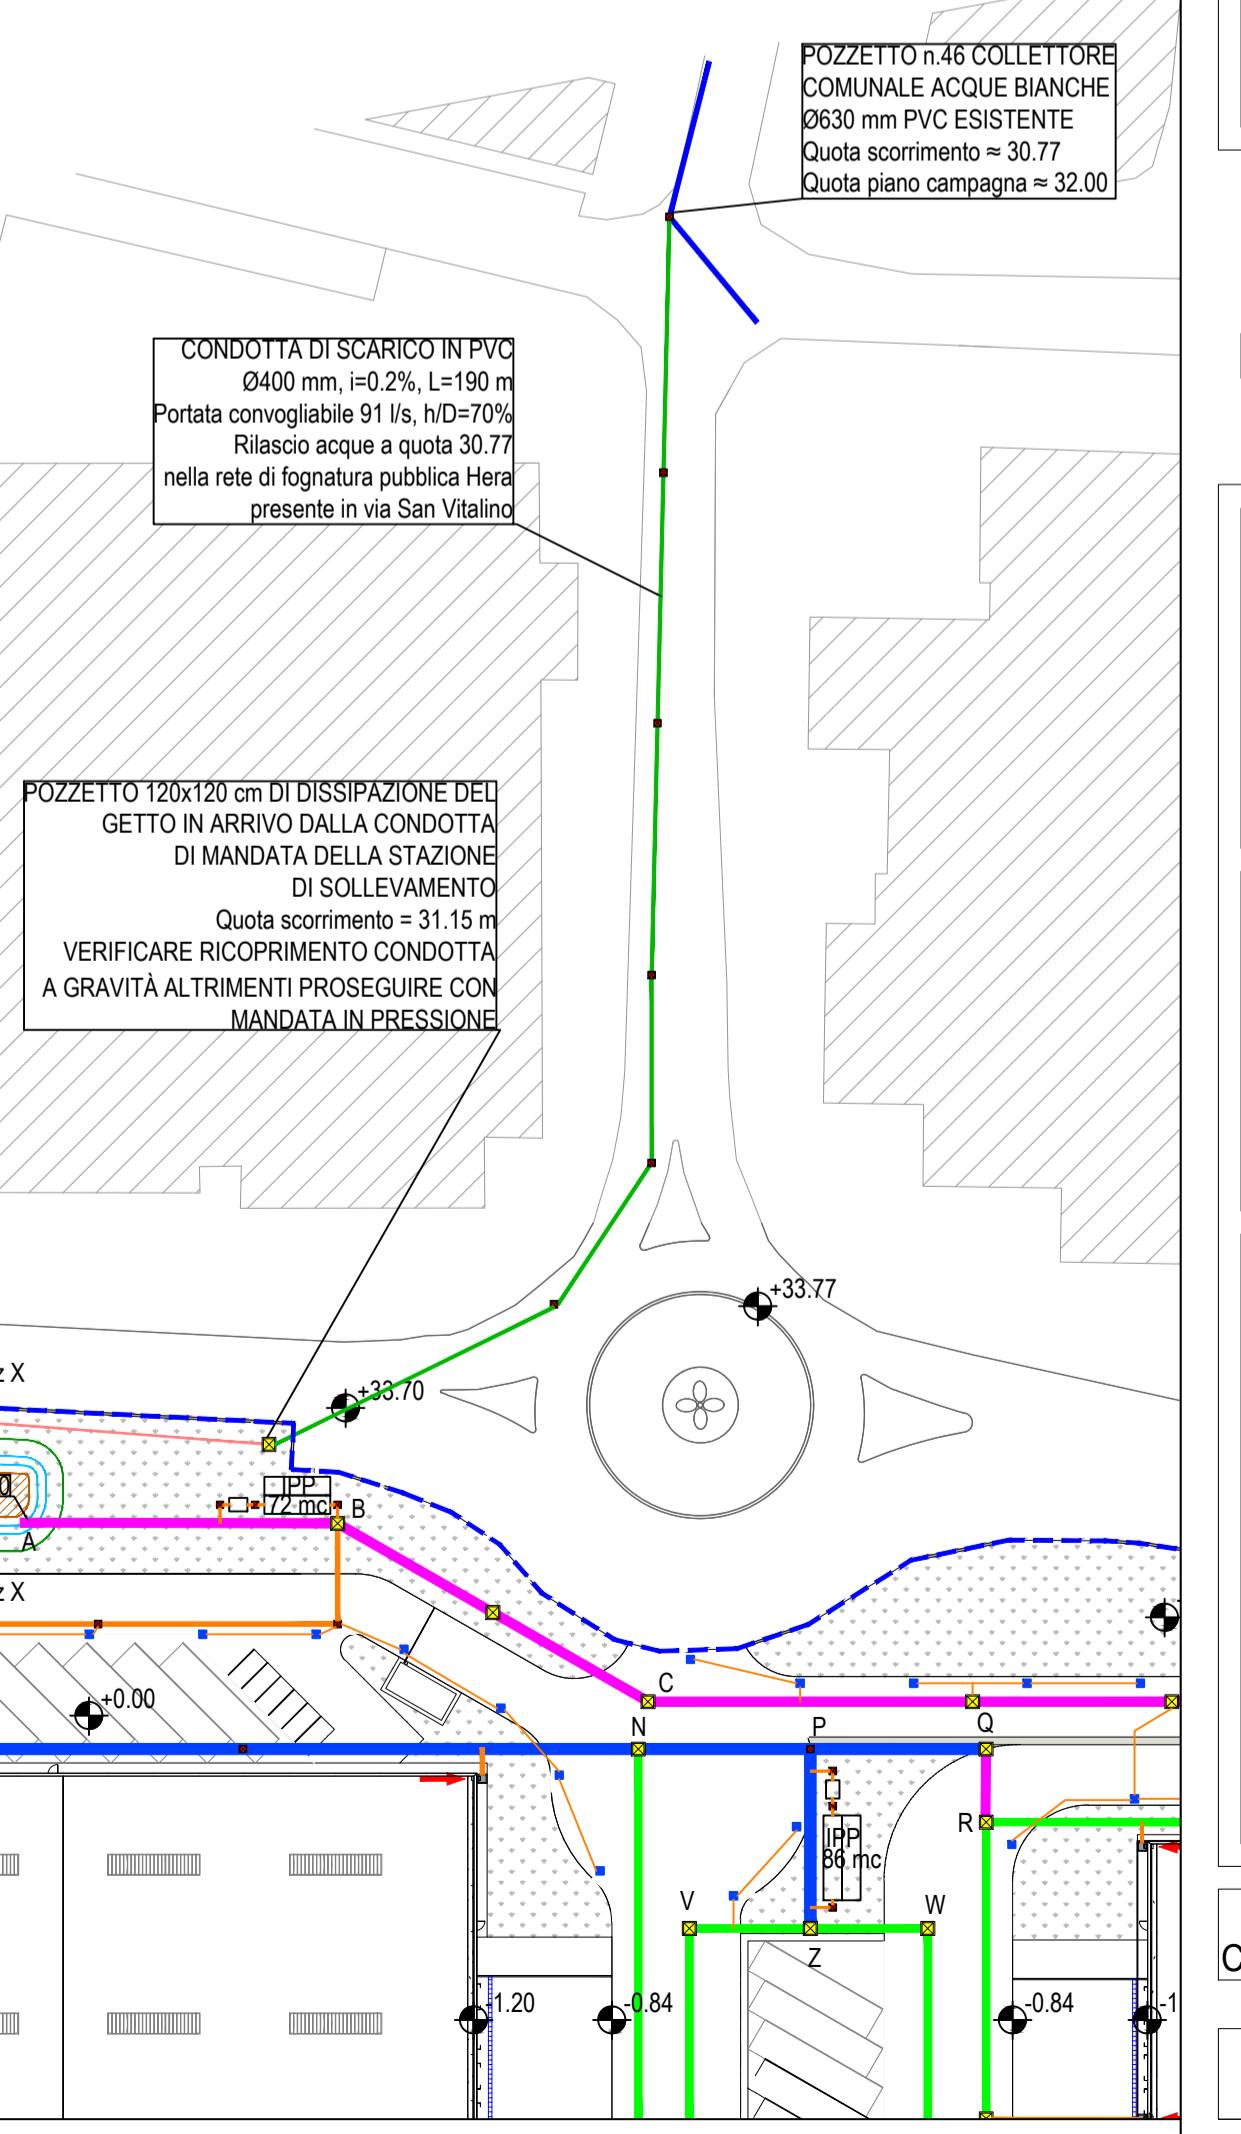 POZZETTO n.46 COLLETTORE
COMUNALE ACQUE BIANCHE
Ø630 mm PVC ESISTENTE
Quota scorrimento ≈ 30.77
Quota piano campagna ≈ 32.00
CONDOTTA DI SCARICO IN PVC
Ø400 mm, i=0.2%, L=190 m
Portata convogliabile 91 l/s, h/D=70%
Rilascio acque a quota 30.77
nella rete di fognatura pubblica Hera
presente in via San Vitalino
POZZETTO 120x120 cm DI DISSIPAZIONE DEL
GETTO IN ARRIVO DALLA CONDOTTA
DI MANDATA DELLA STAZIONE
DI SOLLEVAMENTO
Quota scorrimento = 31.15 m
VERIFICARE RICOPRIMENTO CONDOTTA
A GRAVITÀ ALTRIMENTI PROSEGUIRE CON
MANDATA IN PRESSIONE
+33.77
z X
+33.70
IPP
72 mc
B
A
z X
C
+0.00
N
P
Q
R
IPP
86 mc
V
W
Z
C
-1.20
-0.84
-0.84
-1